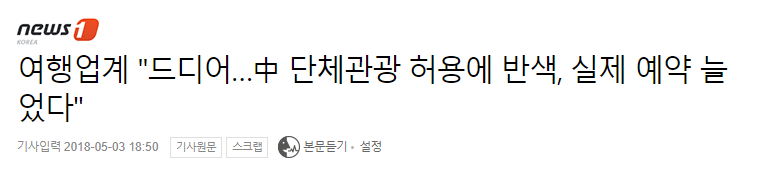 news1
KOREA
여행업계 "드디어...中 단체관광 허용에 반색, 실제 예약 늘
었다"
기사입력 2018-05-03 18:50 기사원문 스크랩 본문듣기 · 설정